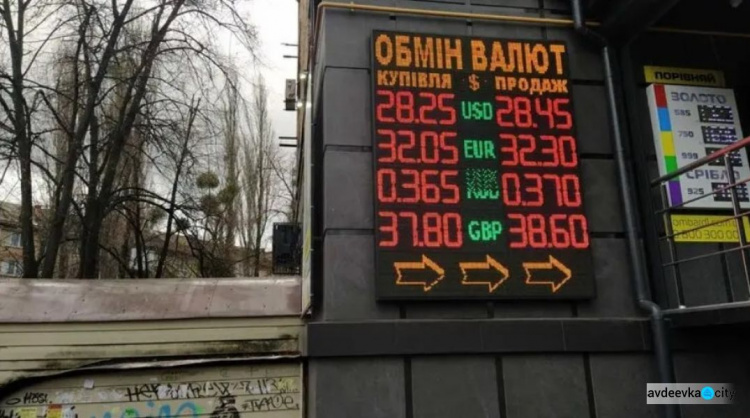 ОБМІН ВАЛЮТ
КУПІВЛЯ $ ПРОДАЖ
28.25 USD 28.45
32.05 EUR 32.30
0.365 0.370
37.80 GBP 38.60
ПОРІВНЯЙ
ЗОЛОТО
585
750
999
СРІБЛО
925
avdeevka.city